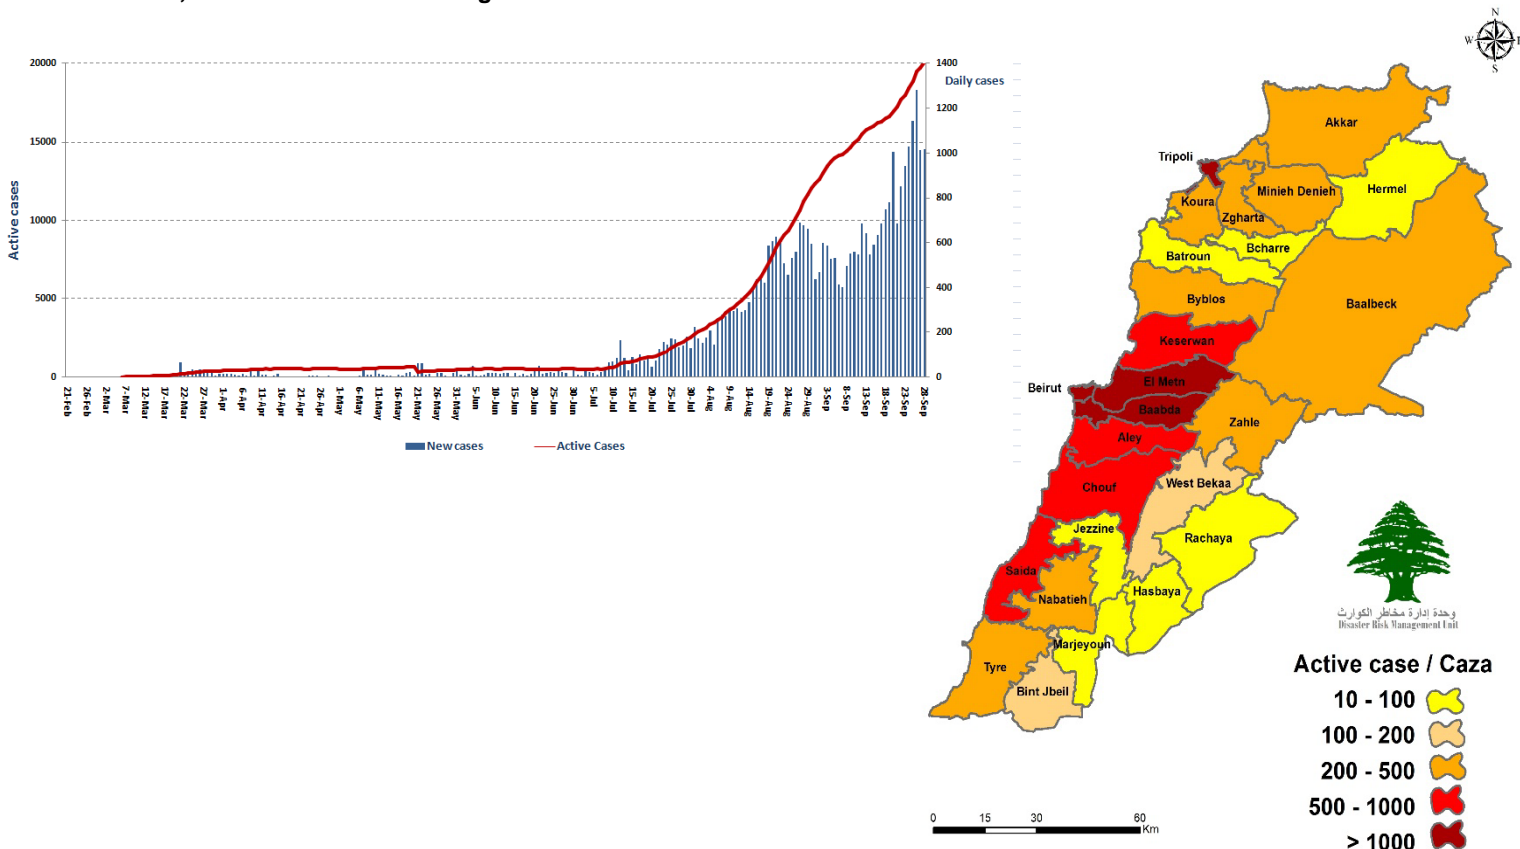 20000
15000
10000
5000
0
Active cases
1400
1200
1000
800
600
400
200
0
Daily cases
21-Feb
26-Feb
2-Mar
7-Mar
12-Mar
17-Mar
22-Mar
27-Mar
1-Apr
6-Apr
11-Apr
16-Apr
21-Apr
26-Apr
1-May
6-May
11-May
16-May
21-May
26-May
31-May
5-Jun
10-Jun
15-Jun
20-Jun
25-Jun
30-Jun
5-Jul
10-Jul
15-Jul
20-Jul
25-Jul
30-Jul
4-Aug
9-Aug
14-Aug
19-Aug
24-Aug
29-Aug
3-Sep
8-Sep
13-Sep
18-Sep
23-Sep
28-Sep
New cases
Active Cases
N
W
S
Akkar
Tripoli
Minieh Denieh
Hermel
Koura
Zgharta
Bcharre
Batroun
Byblos
Baalbeck
Keserwan
El Metn
Beirut
Baabda
Zahle
Aley
West Bekaa
Chouf
Jezzine
Rachaya
Saida
Hasbaya
Nabatieh
Marjeyoun
Tyre
Bint Jbeil
وحدة إدارة مخاطر الكوارث
Disaster Risk Management Unit
Active case / Caza
10 - 100
100 - 200
200 - 500
500 - 1000
> 1000
0 15 30 60
Km